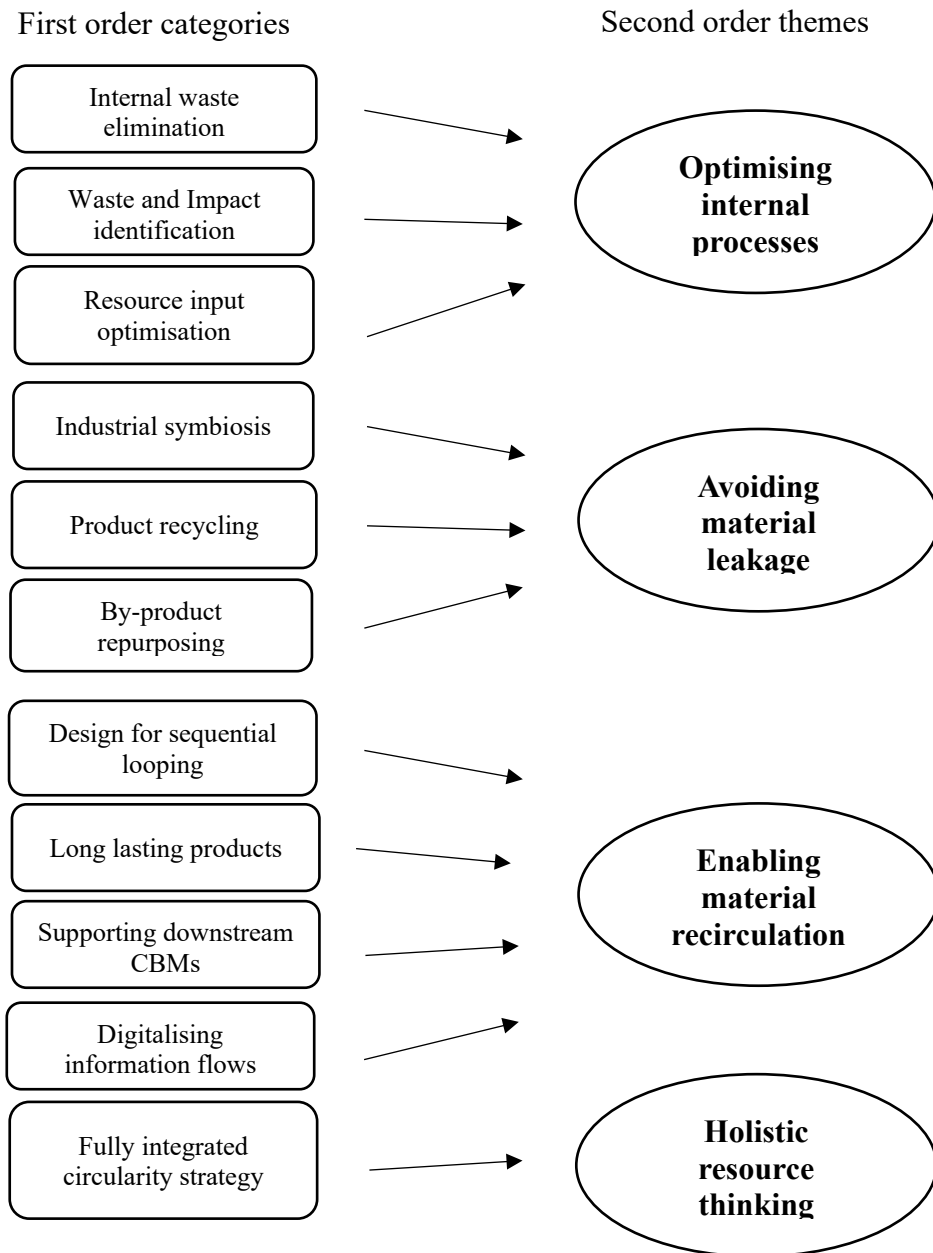 First order categories
Second order themes
Internal waste
elimination
Waste and Impact
identification
Resource input
optimisation
Optimising
internal
processes
Industrial symbiosis
Product recycling
By-product
repurposing
Avoiding
material
leakage
Design for sequential
looping
Long lasting products
Supporting downstream
CBMs
Digitalising
information flows
Enabling
material
recirculation
Fully integrated
circularity strategy
Holistic
resource
thinking